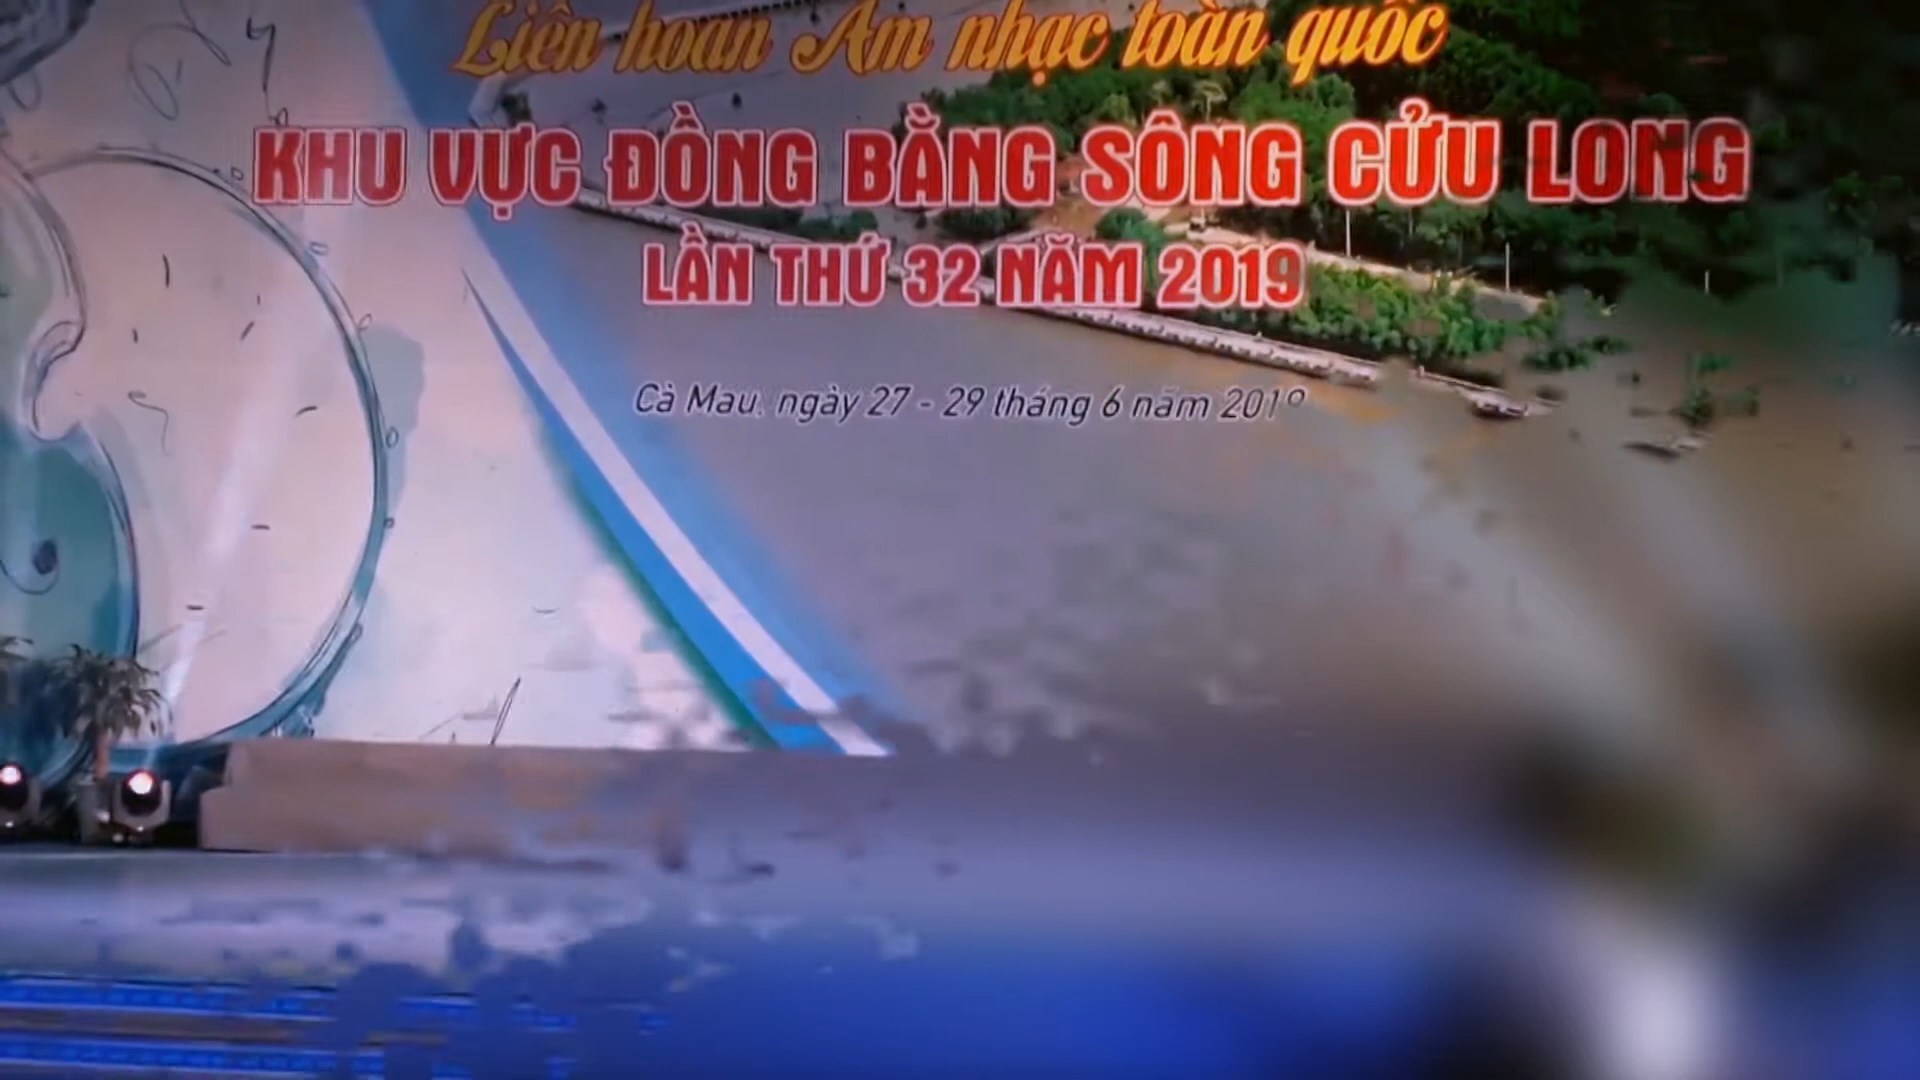 Liên hoan Âm nhạc toàn quốc
KHU VỰC ĐỒNG BẰNG SÔNG CỬU LONG
LẦN THỨ 32 NĂM 2019
Cà Mau, ngày 27 - 29 tháng 6 năm 2019